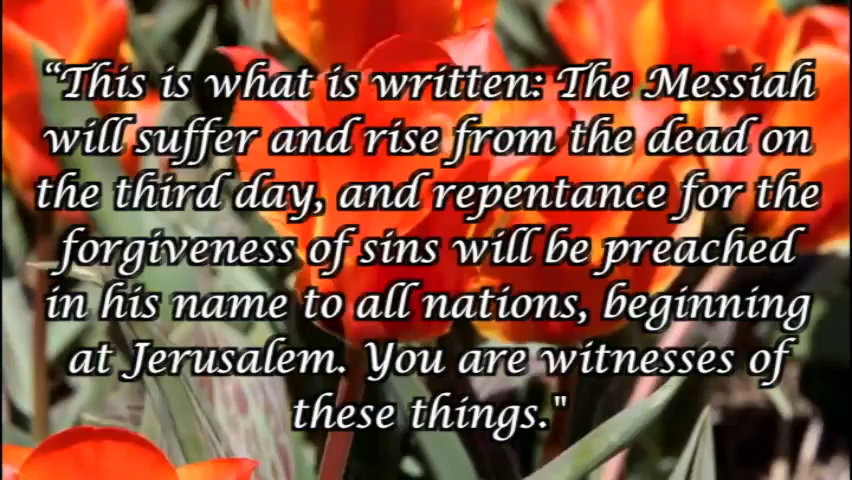 “This is what is written: The Messiah
will suffer and rise from the dead on
the third day, and repentance for the
forgiveness of sins will be preached
in his name to all nations, beginning
at Jerusalem. You are witnesses of
these things."